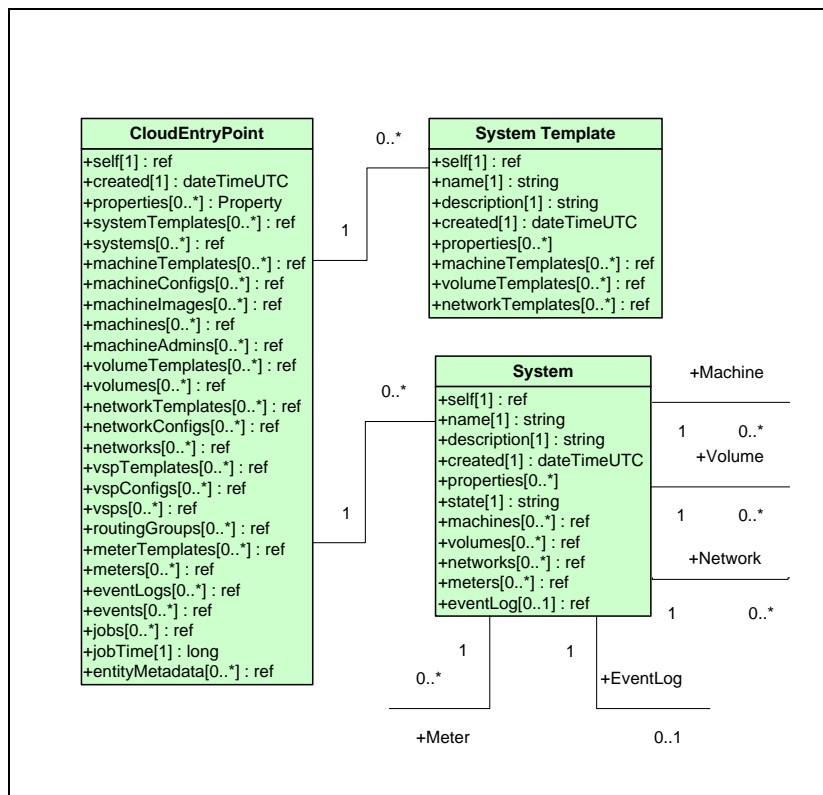 CloudEntryPoint
+self[1] : ref
+created[1] : dateTimeUTC
+properties[0..*] : Property
+systemTemplates[0..*] : ref
+systems[0..*] : ref
+machineTemplates[0..*] : ref
+machineConfigs[0..*] : ref
+machineImages[0..*] : ref
+machines[0..*] : ref
+machineAdmins[0..*] : ref
+volumeTemplates[0..*] : ref
+volumes[0..*] : ref
+networkTemplates[0..*] : ref
+networkConfigs[0..*] : ref
+networks[0..*] : ref
+vspTemplates[0..*] : ref
+vspConfigs[0..*] : ref
+vsps[0..*] : ref
+routingGroups[0..*] : ref
+meterTemplates[0..*] : ref
+meters[0..*] : ref
+eventLogs[0..*] : ref
+events[0..*] : ref
+jobs[0..*] : ref
+jobTime[1] : long
+entityMetadata[0..*] : ref
0..*
1
System Template
+self[1] : ref
+name[1] : string
+description[1] : string
+created[1] : dateTimeUTC
+properties[0..*]
+machineTemplates[0..*] : ref
+volumeTemplates[0..*] : ref
+networkTemplates[0..*] : ref
0..*
1
System
+self[1] : ref
+name[1] : string
+description[1] : string
+created[1] : dateTimeUTC
+properties[0..*]
+state[1] : string
+machines[0..*] : ref
+volumes[0..*] : ref
+networks[0..*] : ref
+meters[0..*] : ref
+eventLog[0..1] : ref
+Machine
1 0..*
+Volume
1 0..*
+Network
1 0..*
1
0..*
+Meter
1
+EventLog
0..1